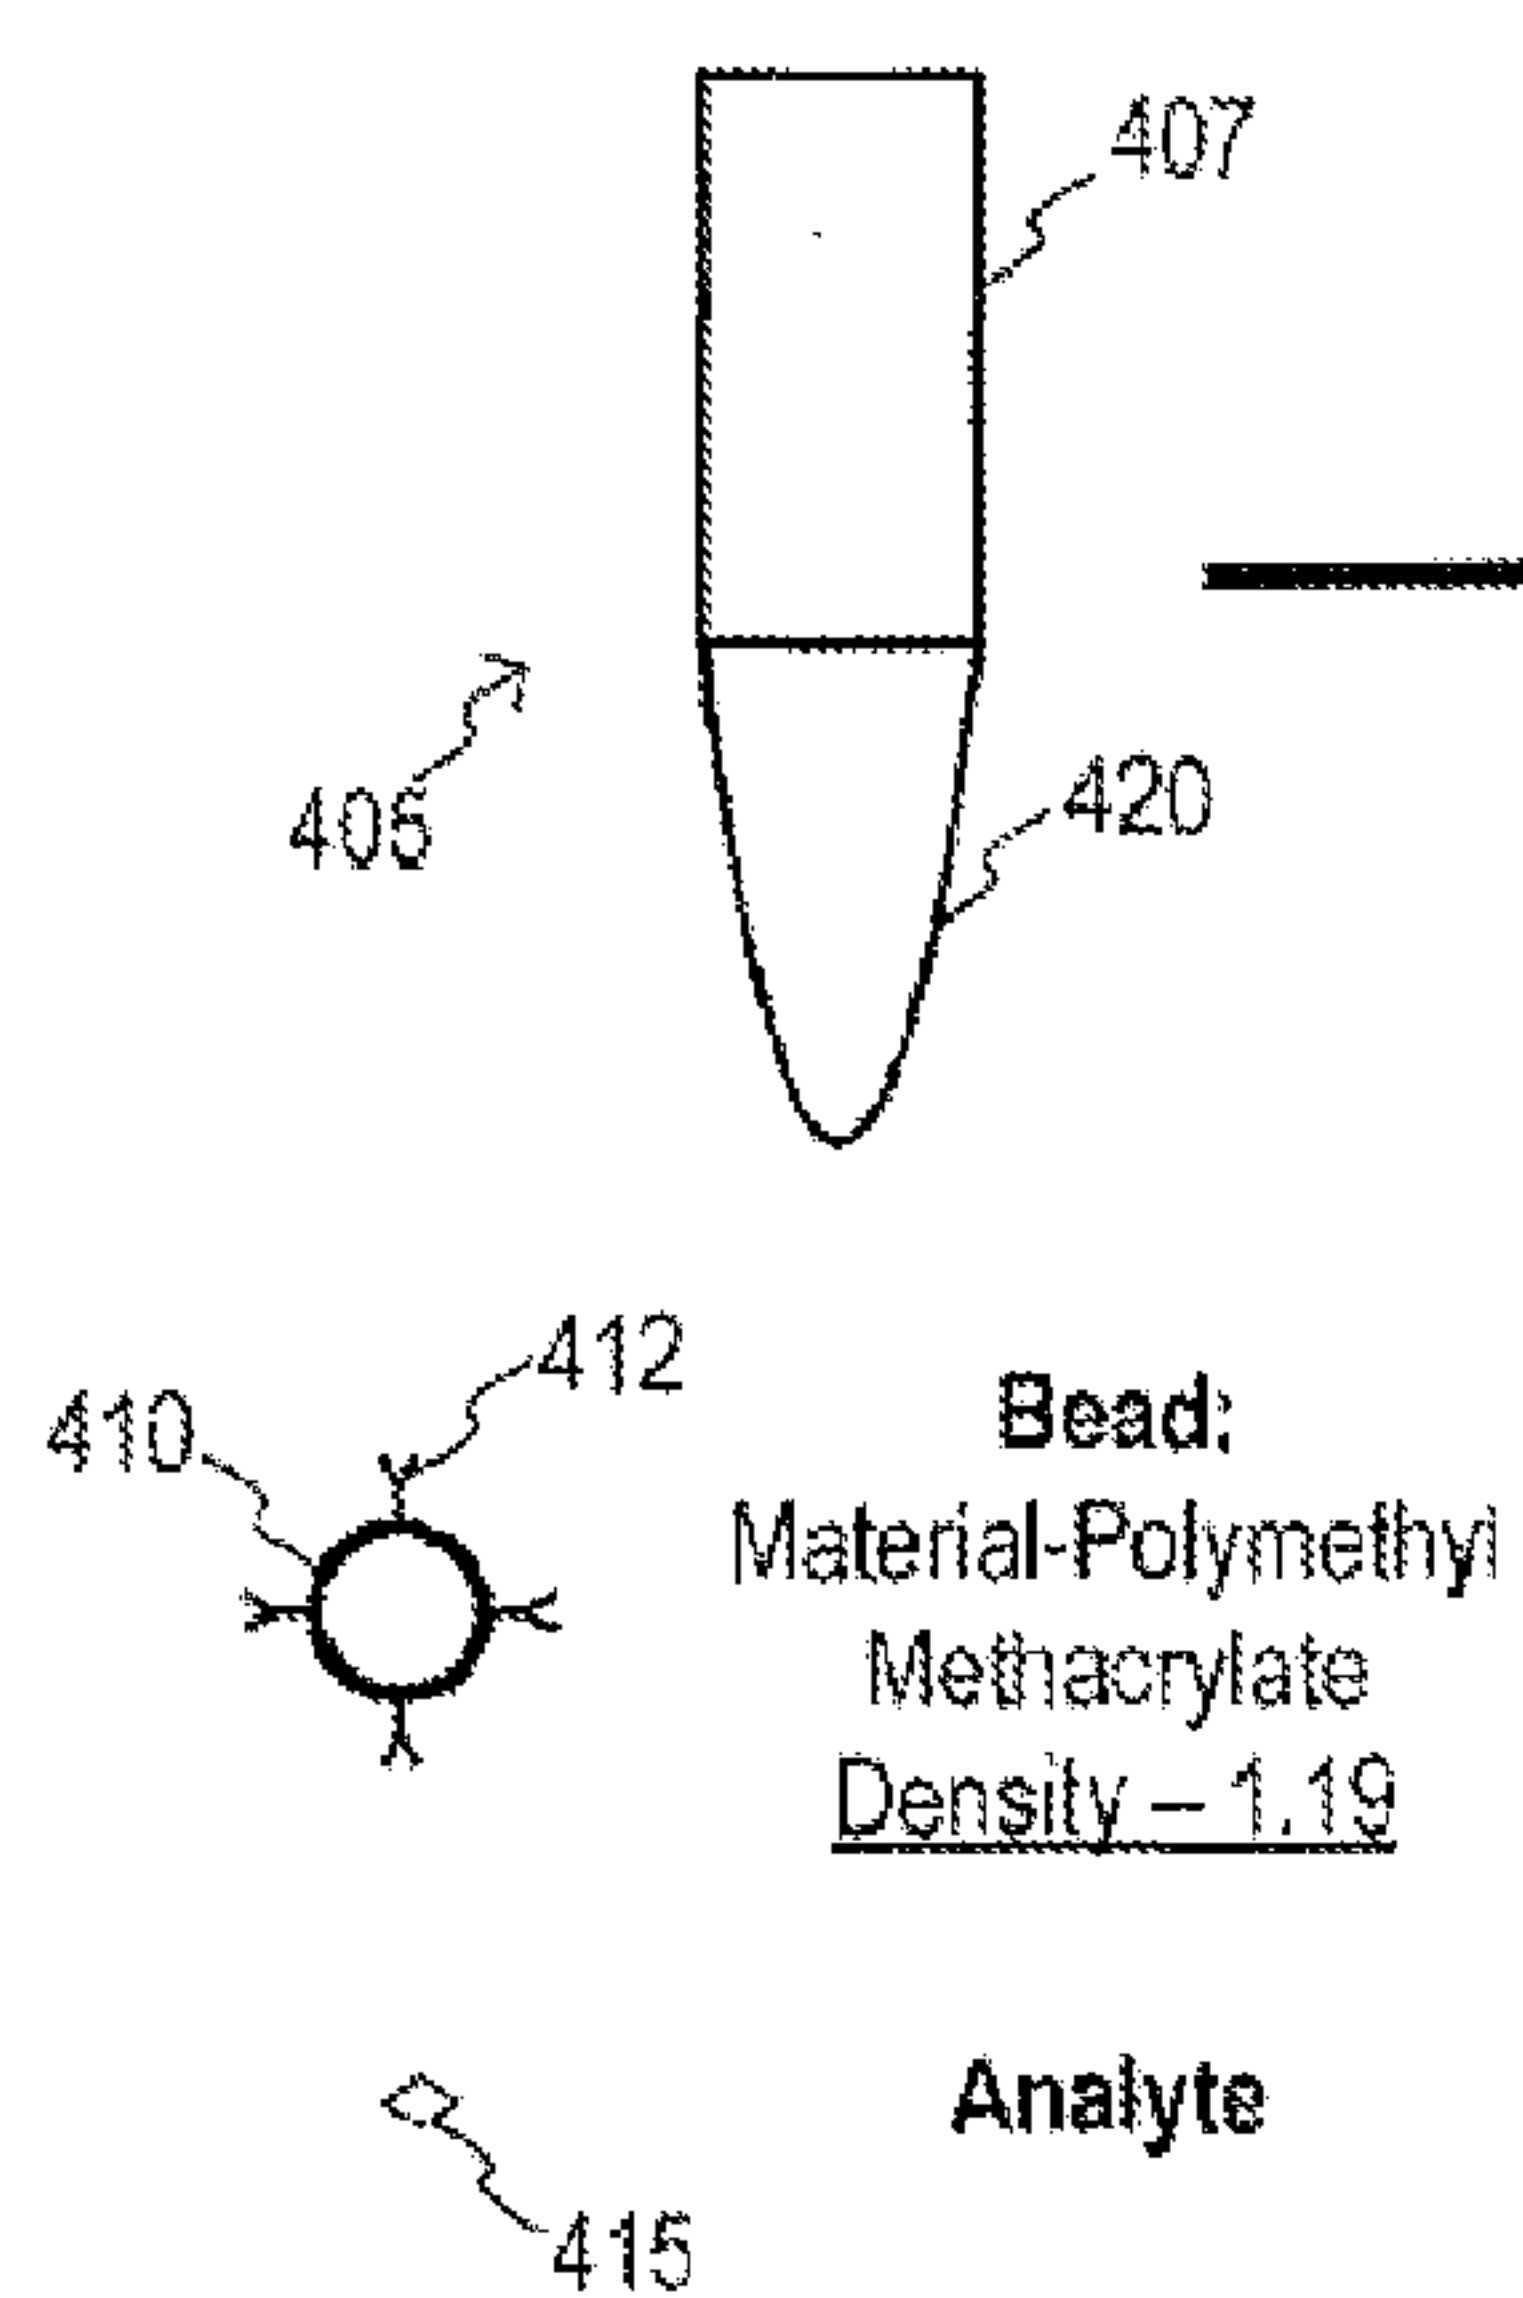 407
405
420
412
410
Bead:
Material-Polymethyl
Methacrylate
Density – 1.19
Analyte
415